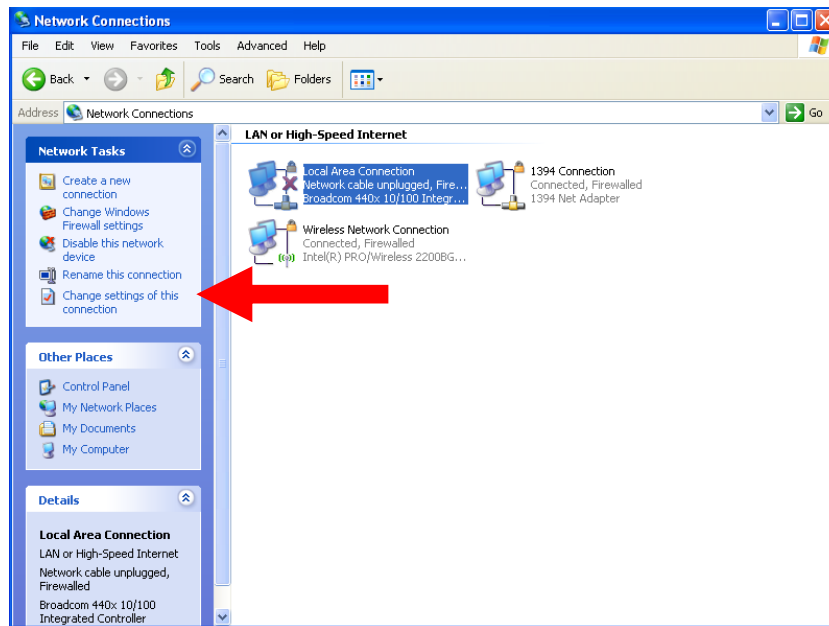 Network Connections
File Edit View Favorites Tools Advanced Help
Back Search Folders
Address Network Connections Go
Network Tasks
Create a new
connection
Change Windows
Firewall settings
Disable this network
device
Rename this connection
Change settings of this
connection
Other Places
Control Panel
My Network Places
My Documents
My Computer
Details
Local Area Connection
LAN or High-Speed Internet
Network cable unplugged,
Firewalled
Broadcom 440x 10/100
Integrated Controller
LAN or High-Speed Internet
Local Area Connection
Network cable unplugged, Fire...
Broadcom 440x 10/100 Integr...
1394 Connection
Connected, Firewalled
1394 Net Adapter
Wireless Network Connection
Connected, Firewalled
Intel(R) PRO/Wireless 2200BG...